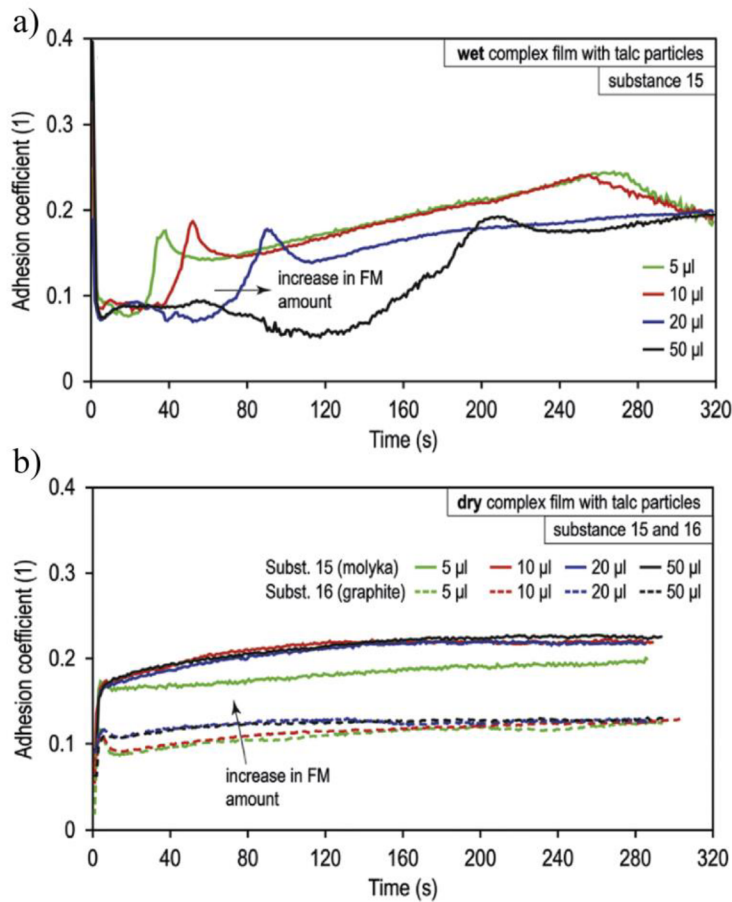 a)
0.4
0.3
0.2
0.1
0
Adhesion coefficient (1)
wet complex film with talc particles
substance 15
increase in FM
amount
5 µl
10 µl
20 µl
50 µl
0 40 80 120 160 200 240 280 320
Time (s)
b)
0.4
0.3
0.2
0.1
0
Adhesion coefficient (1)
dry complex film with talc particles
substance 15 and 16
Subst. 15 (molyka) 5 µl 10 µl 20 µl 50 µl
Subst. 16 (graphite) 5 µl 10 µl 20 µl 50 µl
increase in FM
amount
0 40 80 120 160 200 240 280 320
Time (s)